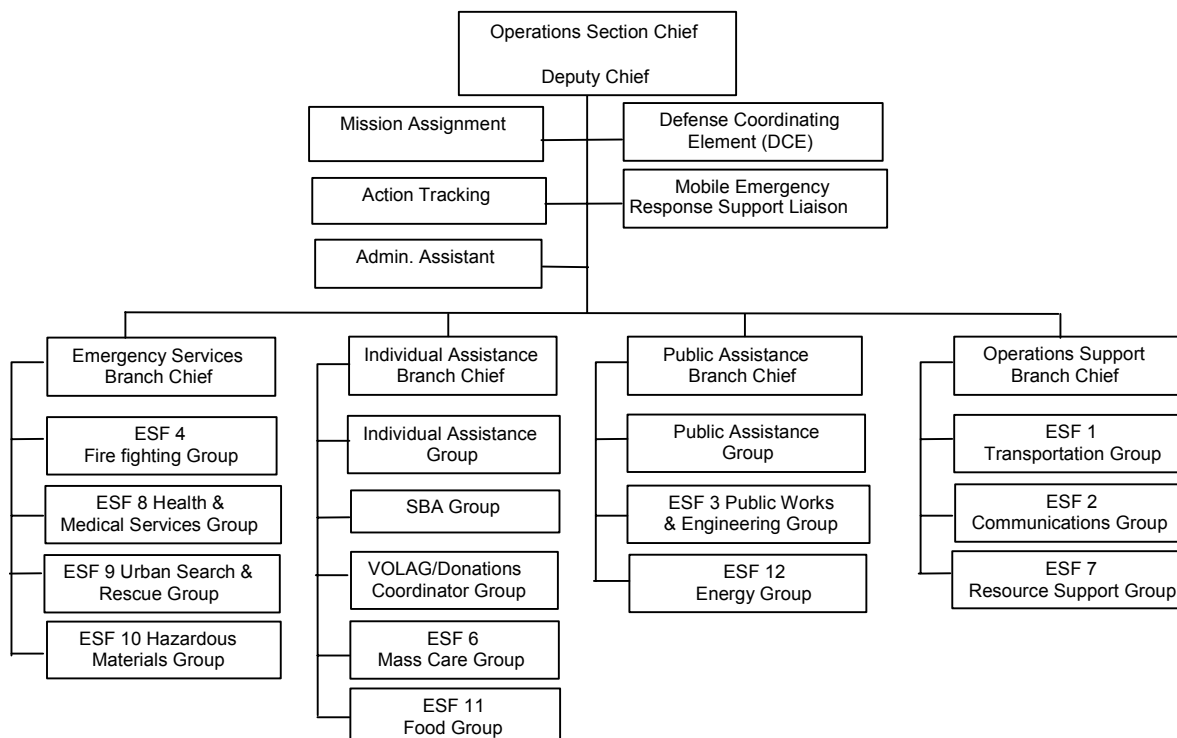 Operations Section Chief
Deputy Chief
Mission Assignment
Defense Coordinating
Element (DCE)
Action Tracking
Mobile Emergency
Response Support Liaison
Admin. Assistant
Emergency Services
Branch Chief
ESF 4
Fire fighting Group
ESF 8 Health &
Medical Services Group
ESF 9 Urban Search &
Rescue Group
ESF 10 Hazardous
Materials Group
Individual Assistance
Branch Chief
Individual Assistance
Group
SBA Group
VOLAG/Donations
Coordinator Group
ESF 6
Mass Care Group
ESF 11
Food Group
Public Assistance
Branch Chief
Public Assistance
Group
ESF 3 Public Works
& Engineering Group
ESF 12
Energy Group
Operations Support
Branch Chief
ESF 1
Transportation Group
ESF 2
Communications Group
ESF 7
Resource Support Group